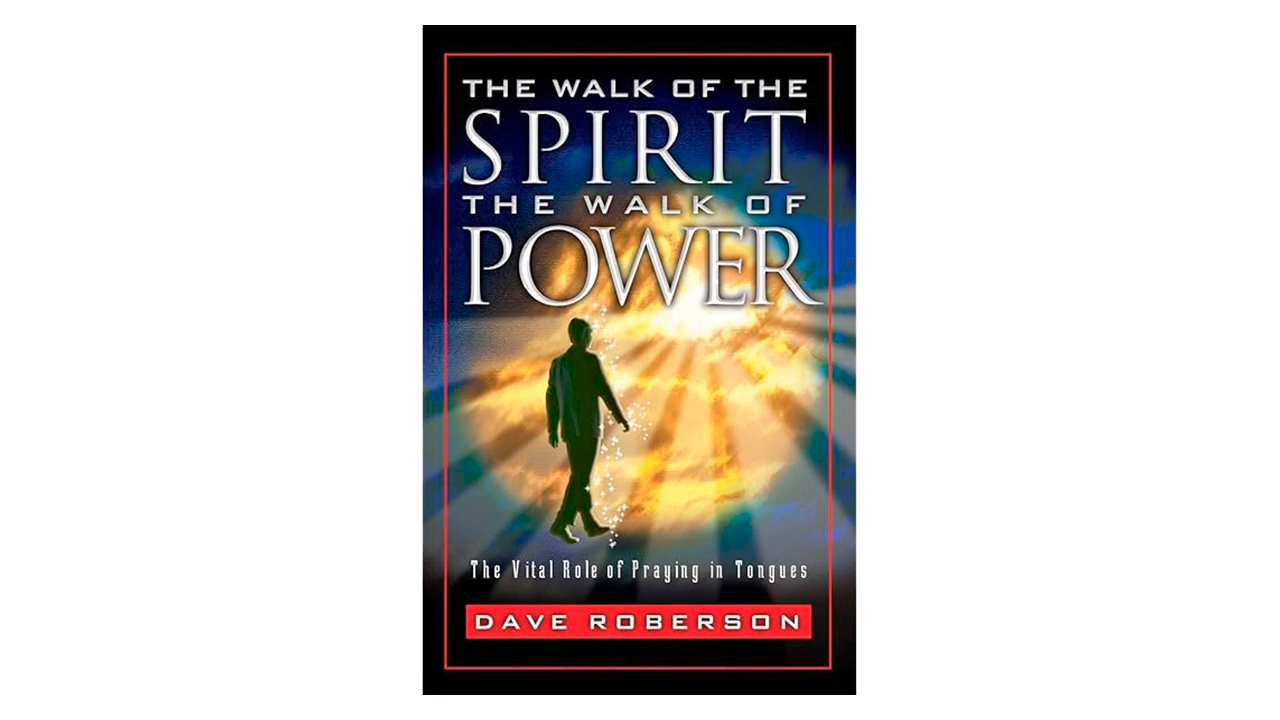 THE WALK OF THE
SPIRIT
THE WALK OF
POWER
The Vital Role of Praying in Tongues
DAVE ROBERSON